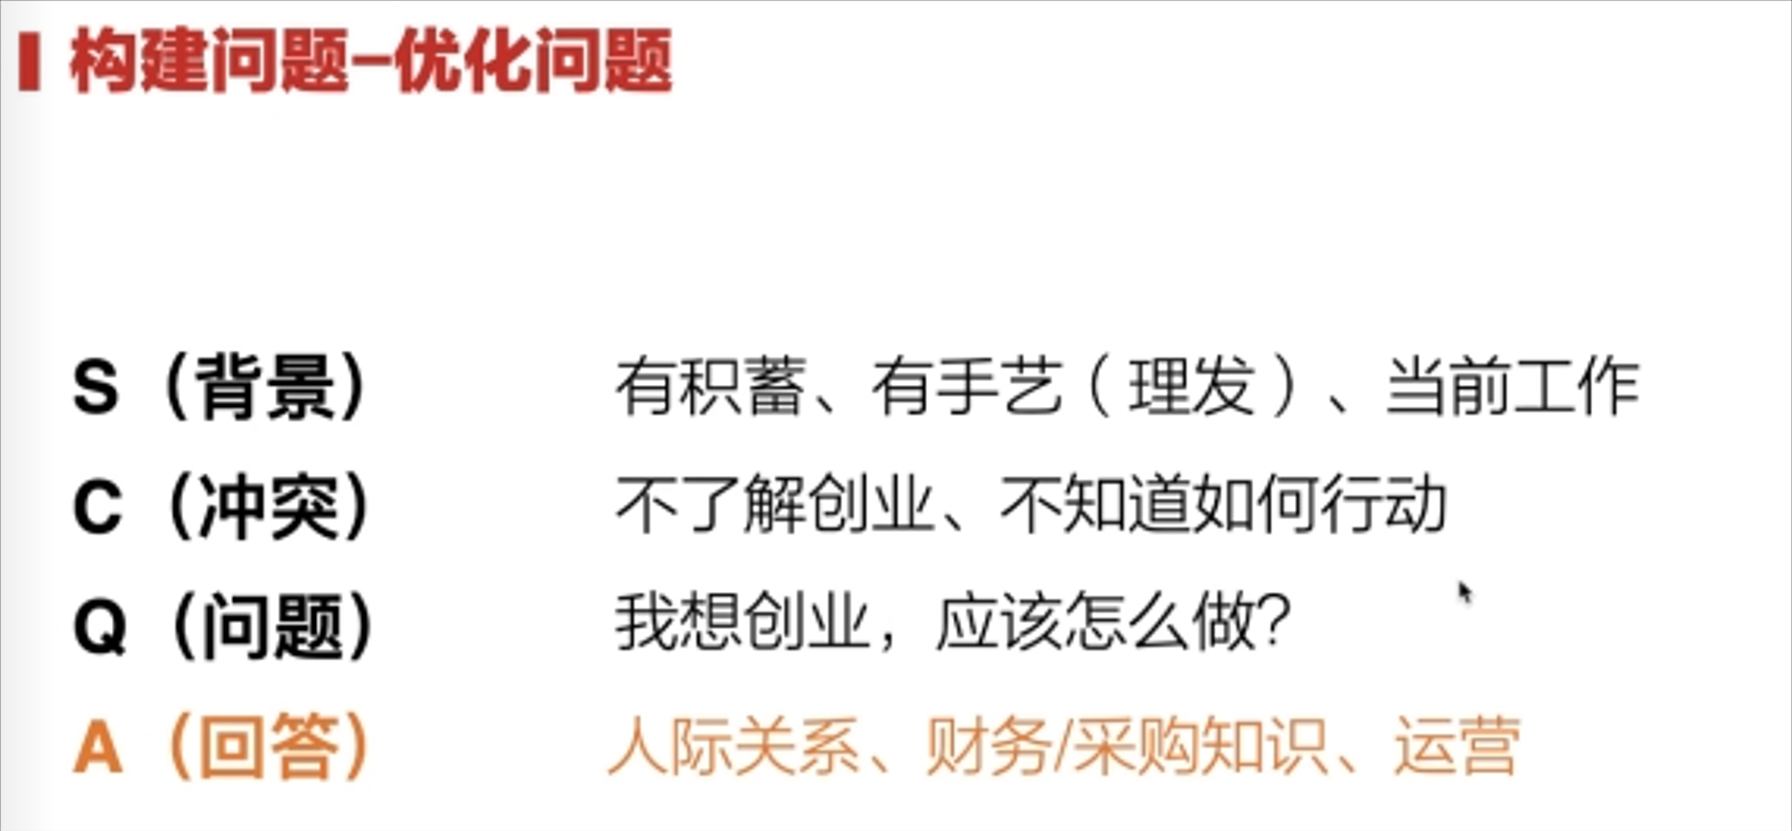 构建问题–优化问题
S（背景） 有积蓄、有手艺（理发）、当前工作
C（冲突） 不了解创业、不知道如何行动
Q（问题） 我想创业，应该怎么做？
A（回答） 人际关系、财务/采购知识、运营